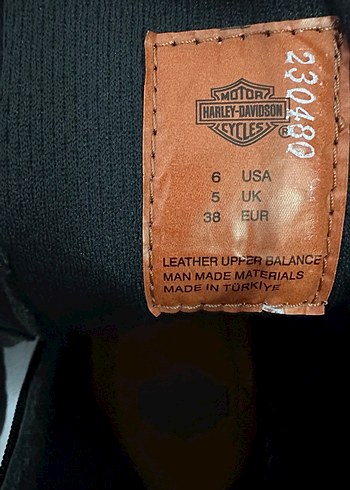 MOTOR
HARLEY-DAVIDSON
CYCLES
®
230480
6 USA
5 UK
38 EUR
LEATHER UPPER BALANCE
MAN MADE MATERIALS
MADE IN TÜRKİYE